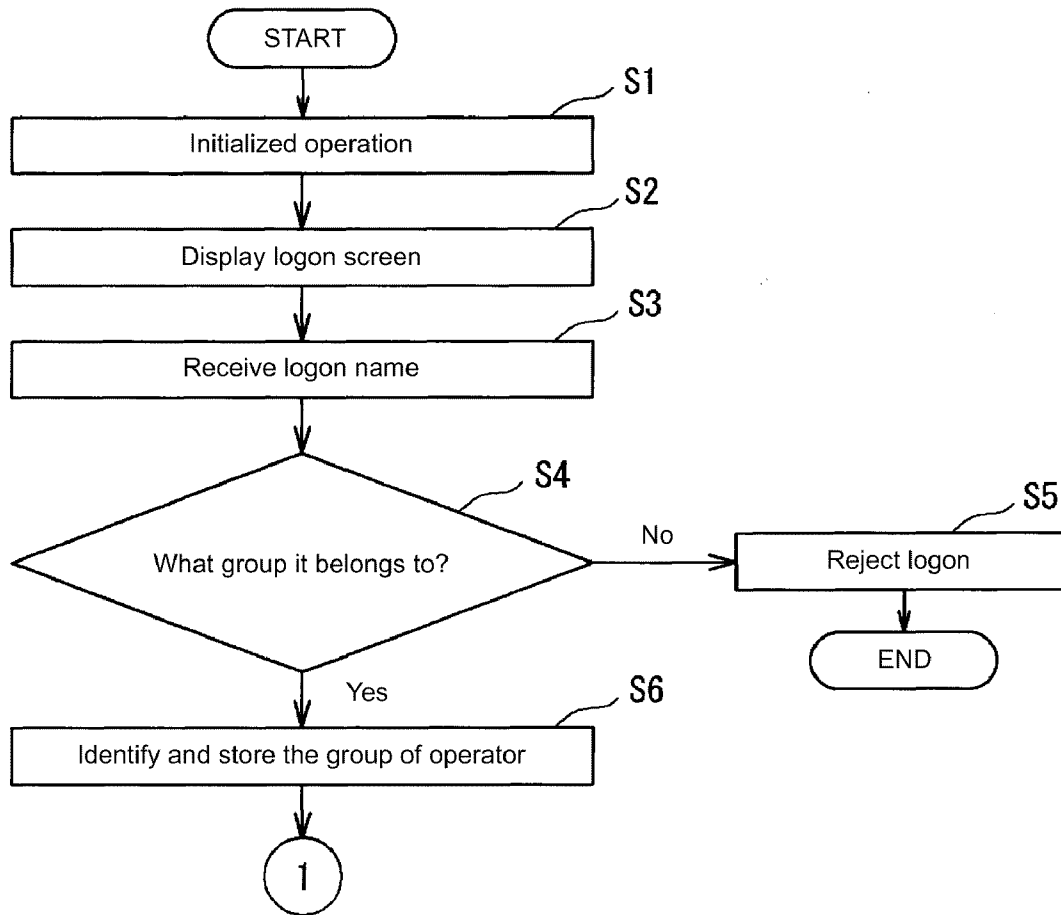 START
S1
Initialized operation
S2
Display logon screen
S3
Receive logon name
S4
What group it belongs to?
No
S5
Reject logon
END
Yes
S6
Identify and store the group of operator
1